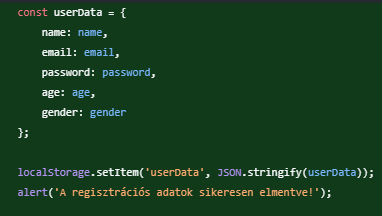 const userData = {
name: name,
email: email,
password: password,
age: age,
gender: gender
};
localStorage.setItem('userData', JSON.stringify(userData));
alert('A regisztrációs adatok sikeresen elmentve!');